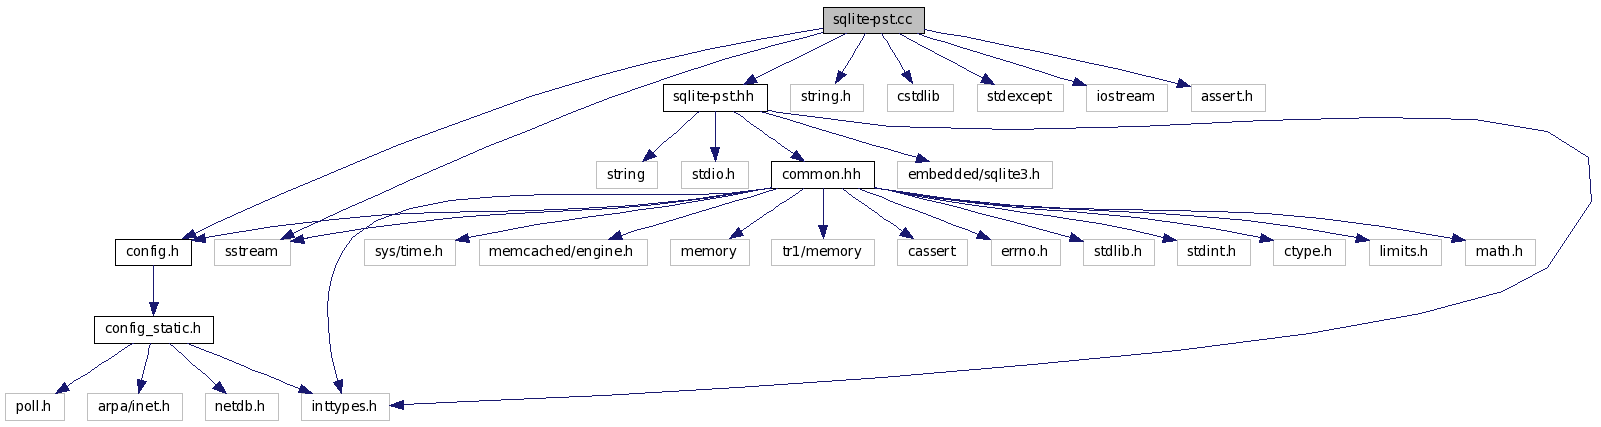 sqlite-pst.cc
sqlite-pst.hh
string.h
cstdlib
stdexcept
iostream
assert.h
string
stdio.h
common.hh
embedded/sqlite3.h
config.h
sstream
sys/time.h
memcached/engine.h
memory
tr1/memory
cassert
errno.h
stdlib.h
stdint.h
ctype.h
limits.h
math.h
config_static.h
poll.h
arpa/inet.h
netdb.h
inttypes.h